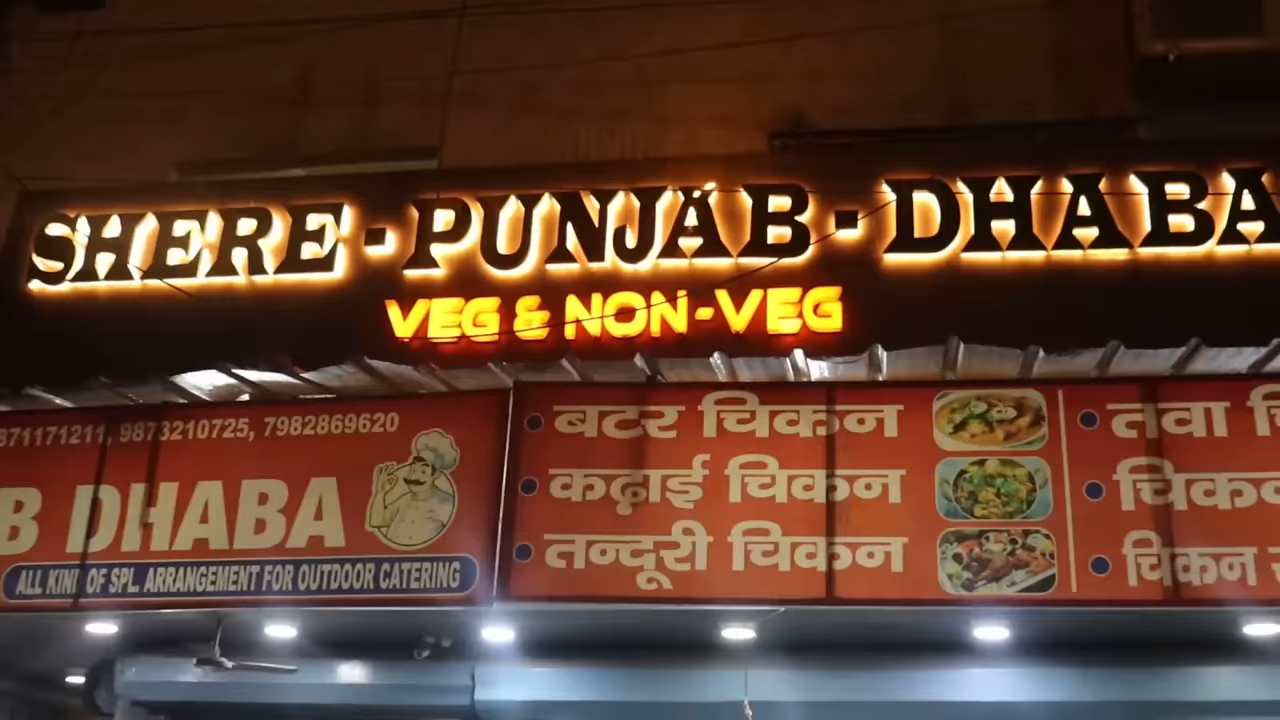 SHERE-PUNJAB-DHABA
VEG & NON-VEG
871171211, 9873210725, 7982869620
B DHABA
ALL KIND OF SPL. ARRANGEMENT FOR OUTDOOR CATERING
बटर चिकन
कढ़ाई चिकन
तन्दूरी चिकन
तवा
चिकन
चिकन